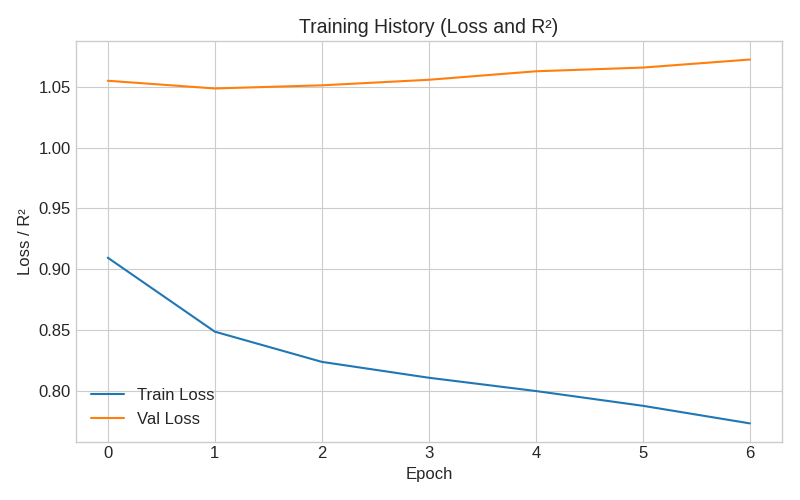 Training History (Loss and R²)
Loss / R²
1.05
1.00
0.95
0.90
0.85
0.80
Train Loss
Val Loss
0 1 2 3 4 5 6
Epoch